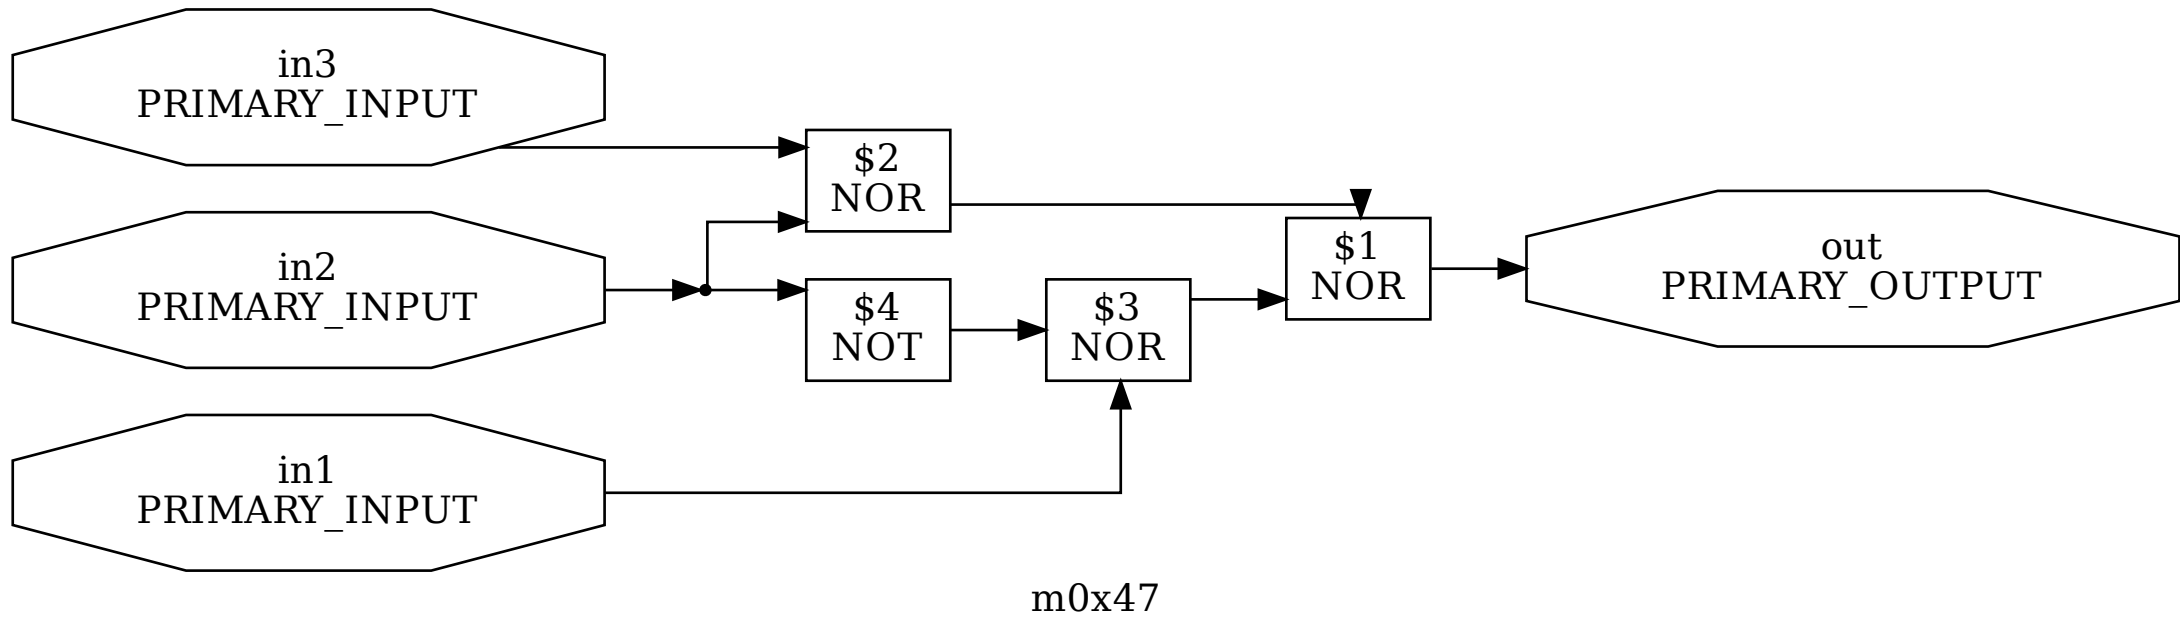 in3
PRIMARY_INPUT
in2
PRIMARY_INPUT
in1
PRIMARY_INPUT
$2
NOR
$4
NOT
$3
NOR
$1
NOR
out
PRIMARY_OUTPUT
m0x47